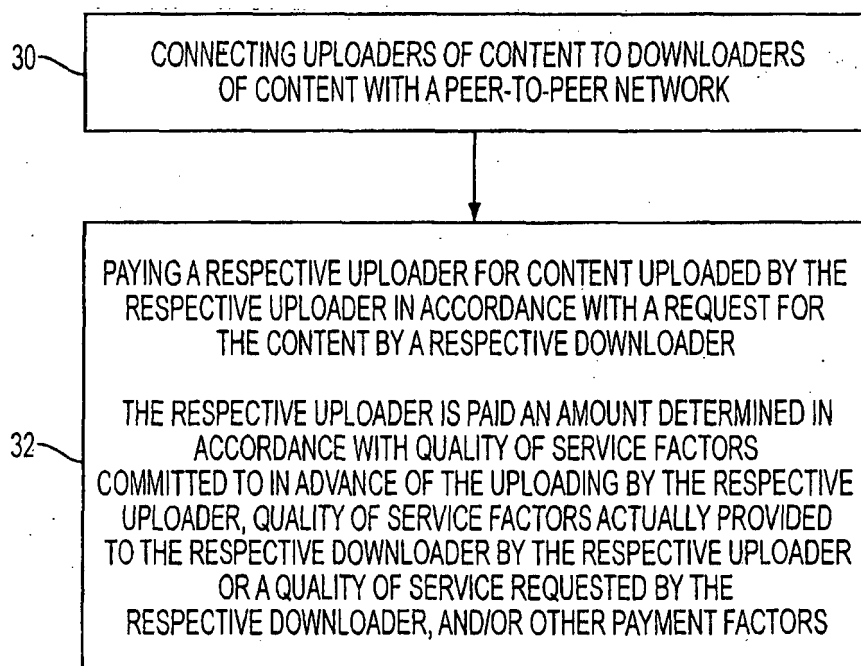 30
CONNECTING UPLOADERS OF CONTENT TO DOWNLOADERS
OF CONTENT WITH A PEER-TO-PEER NETWORK
32
PAYING A RESPECTIVE UPLOADER FOR CONTENT UPLOADED BY THE
RESPECTIVE UPLOADER IN ACCORDANCE WITH A REQUEST FOR
THE CONTENT BY A RESPECTIVE DOWNLOADER
THE RESPECTIVE UPLOADER IS PAID AN AMOUNT DETERMINED IN
ACCORDANCE WITH QUALITY OF SERVICE FACTORS
COMMITTED TO IN ADVANCE OF THE UPLOADING BY THE RESPECTIVE
UPLOADER, QUALITY OF SERVICE FACTORS ACTUALLY PROVIDED
TO THE RESPECTIVE DOWNLOADER BY THE RESPECTIVE UPLOADER
OR A QUALITY OF SERVICE REQUESTED BY THE
RESPECTIVE DOWNLOADER, AND/OR OTHER PAYMENT FACTORS